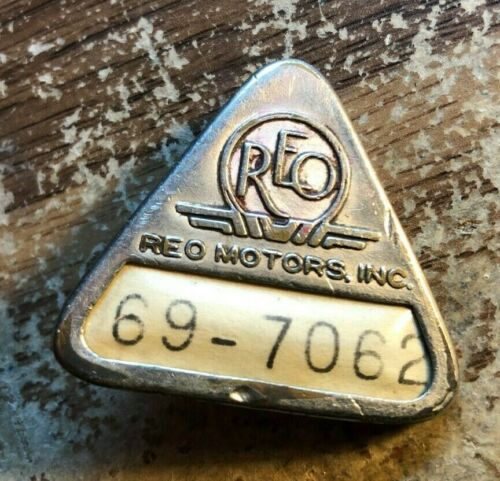 REO
REO MOTORS, INC.
69-7062